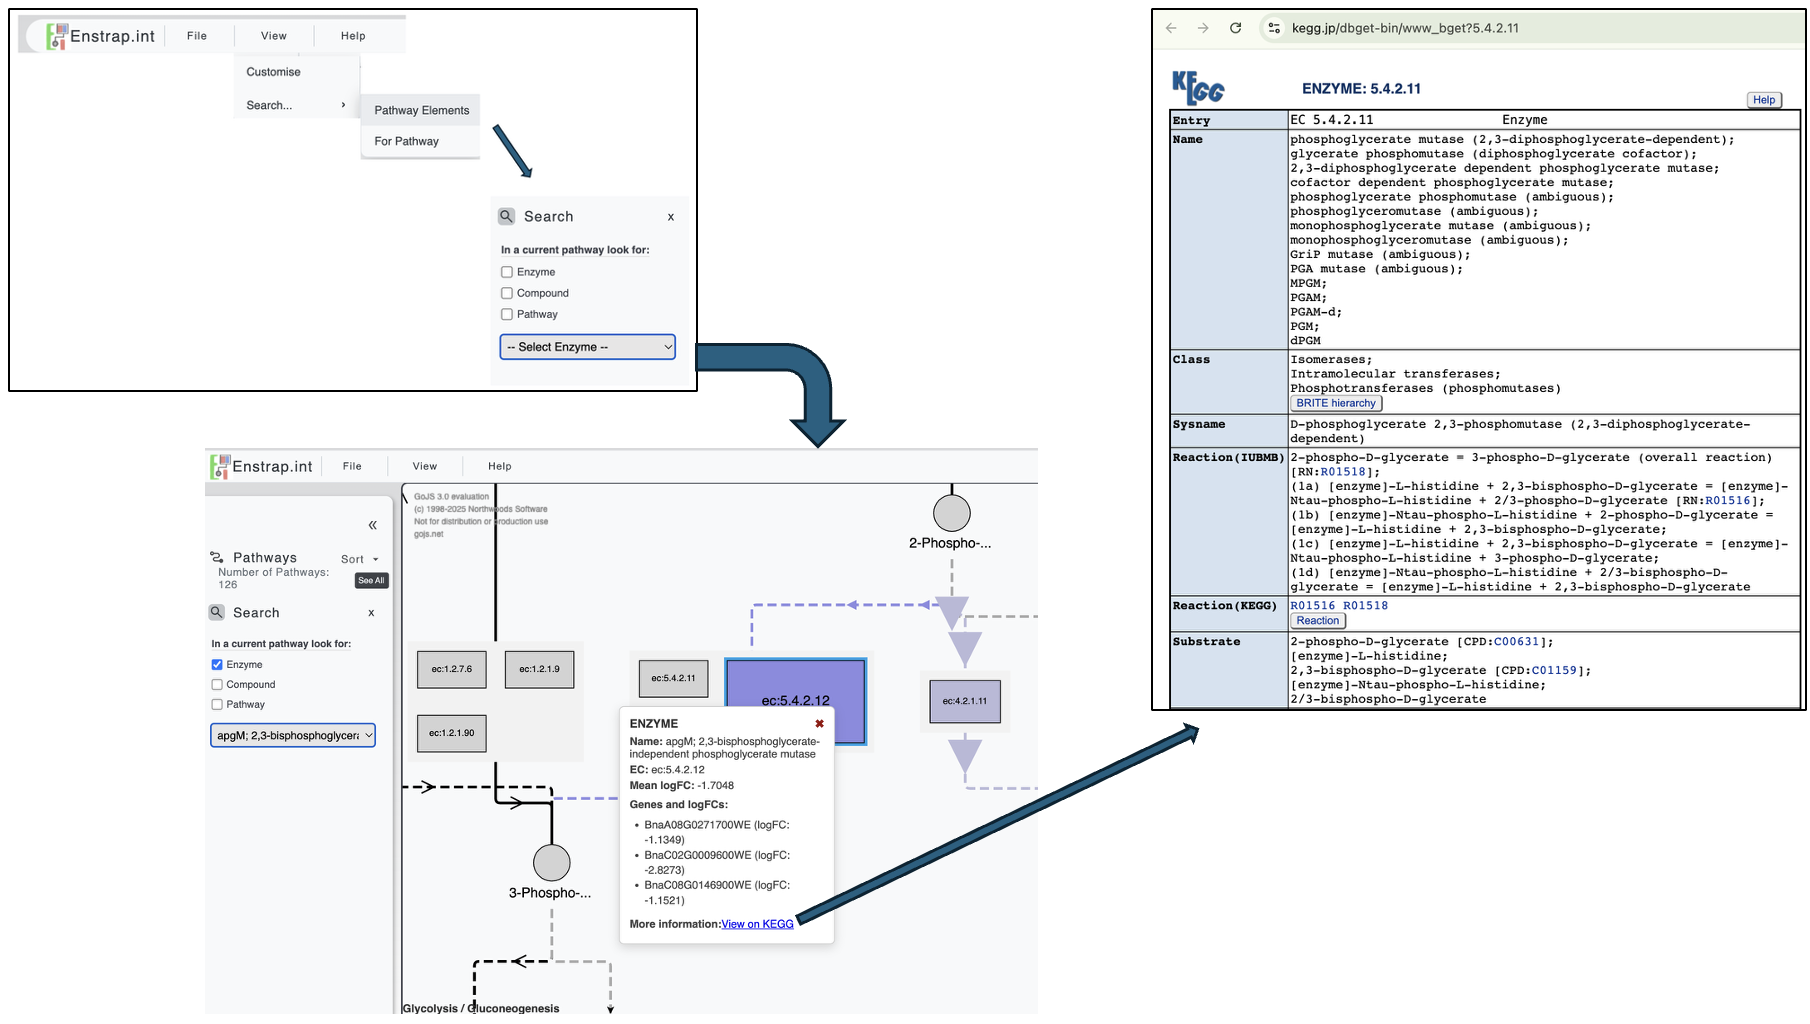 Enstrap.int File View Help
Customise
Search... ›
Pathway Elements
For Pathway
Search x
In a current pathway look for:
Enzyme
Compound
Pathway
-- Select Enzyme --
Enstrap.int File View Help
«
Pathways Sort
Number of Pathways:
126
See All
Search x
In a current pathway look for:
Enzyme
Compound
Pathway
apgM; 2,3-bisphosphoglycera
GoJS 3.0 evaluation
(c) 1998-2025 Northwoods Software
Not for distribution or production use
gojs.net
2-Phospho-...
ec:1.2.7.6
ec:1.2.1.9
ec:1.2.1.90
ec:5.4.2.11
ec:5.4.2.12
ec:4.2.1.11
ENZYME
Name: apgM; 2,3-bisphosphoglycerate-
independent phosphoglycerate mutase
EC: ec:5.4.2.12
Mean logFC: -1.7048
Genes and logFCs:
• BnaA08G0271700WE (logFC:
-1.1349)
• BnaC02G0009600WE (logFC:
-2.8273)
• BnaC08G0146900WE (logFC:
-1.1521)
More information:View on KEGG
3-Phospho-...
Glycolysis / Gluconeogenesis
kegg.jp/dbget-bin/www_bget?5.4.2.11
KEGG
ENZYME: 5.4.2.11
Help
Entry EC 5.4.2.11 Enzyme
Name phosphoglycerate mutase (2,3-diphosphoglycerate-dependent);
glycerate phosphomutase (diphosphoglycerate cofactor);
2,3-diphosphoglycerate dependent phosphoglycerate mutase;
cofactor dependent phosphoglycerate mutase;
phosphoglycerate phosphomutase (ambiguous);
phosphoglyceromutase (ambiguous);
monophosphoglycerate mutase (ambiguous);
monophosphoglyceromutase (ambiguous);
GriP mutase (ambiguous);
PGA mutase (ambiguous);
MPGM;
PGAM;
PGAM-d;
PGM;
dPGM
Class Isomerases;
Intramolecular transferases;
Phosphotransferases (phosphomutases)
BRITE hierarchy
Sysname D-phosphoglycerate 2,3-phosphomutase (2,3-diphosphoglycerate-
dependent)
Reaction(IUBMB) 2-phospho-D-glycerate = 3-phospho-D-glycerate (overall reaction)
[RN:R01518];
(1a) [enzyme]-L-histidine + 2,3-bisphospho-D-glycerate = [enzyme]-
Ntau-phospho-L-histidine + 2/3-phospho-D-glycerate [RN:R01516];
(1b) [enzyme]-Ntau-phospho-L-histidine + 2-phospho-D-glycerate =
[enzyme]-L-histidine + 2,3-bisphospho-D-glycerate;
(1c) [enzyme]-L-histidine + 2,3-bisphospho-D-glycerate = [enzyme]-
Ntau-phospho-L-histidine + 3-phospho-D-glycerate;
(1d) [enzyme]-Ntau-phospho-L-histidine + 2/3-bisphospho-D-
glycerate = [enzyme]-L-histidine + 2,3-bisphospho-D-glycerate
Reaction(KEGG) R01516 R01518
Reaction
Substrate 2-phospho-D-glycerate [CPD:C00631];
[enzyme]-L-histidine;
2,3-bisphospho-D-glycerate [CPD:C01159];
[enzyme]-Ntau-phospho-L-histidine;
2/3-bisphospho-D-glycerate